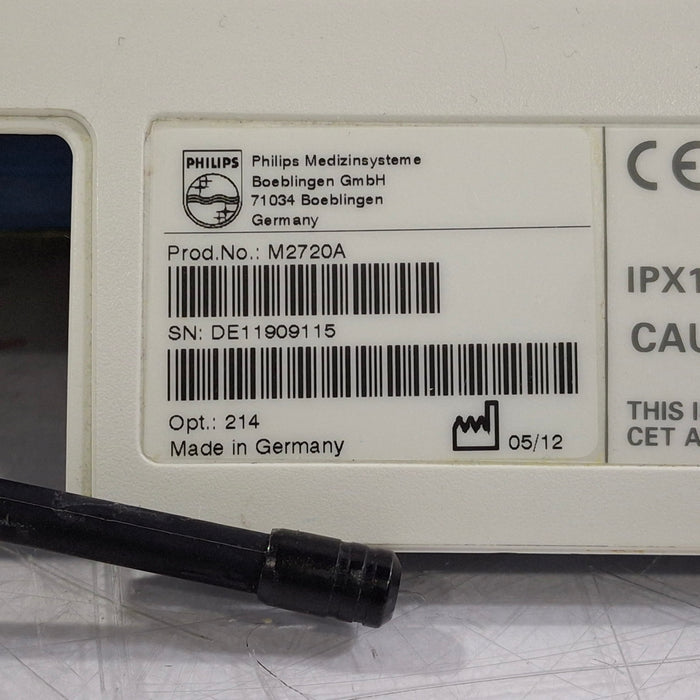 PHILIPS
Philips Medizinsysteme
Boeblingen GmbH
71034 Boeblingen
Germany
Prod.No.: M2720A
SN: DE11909115
Opt.: 214
Made in Germany
05/12
CE
IPX1
CAU
THIS I
CET A